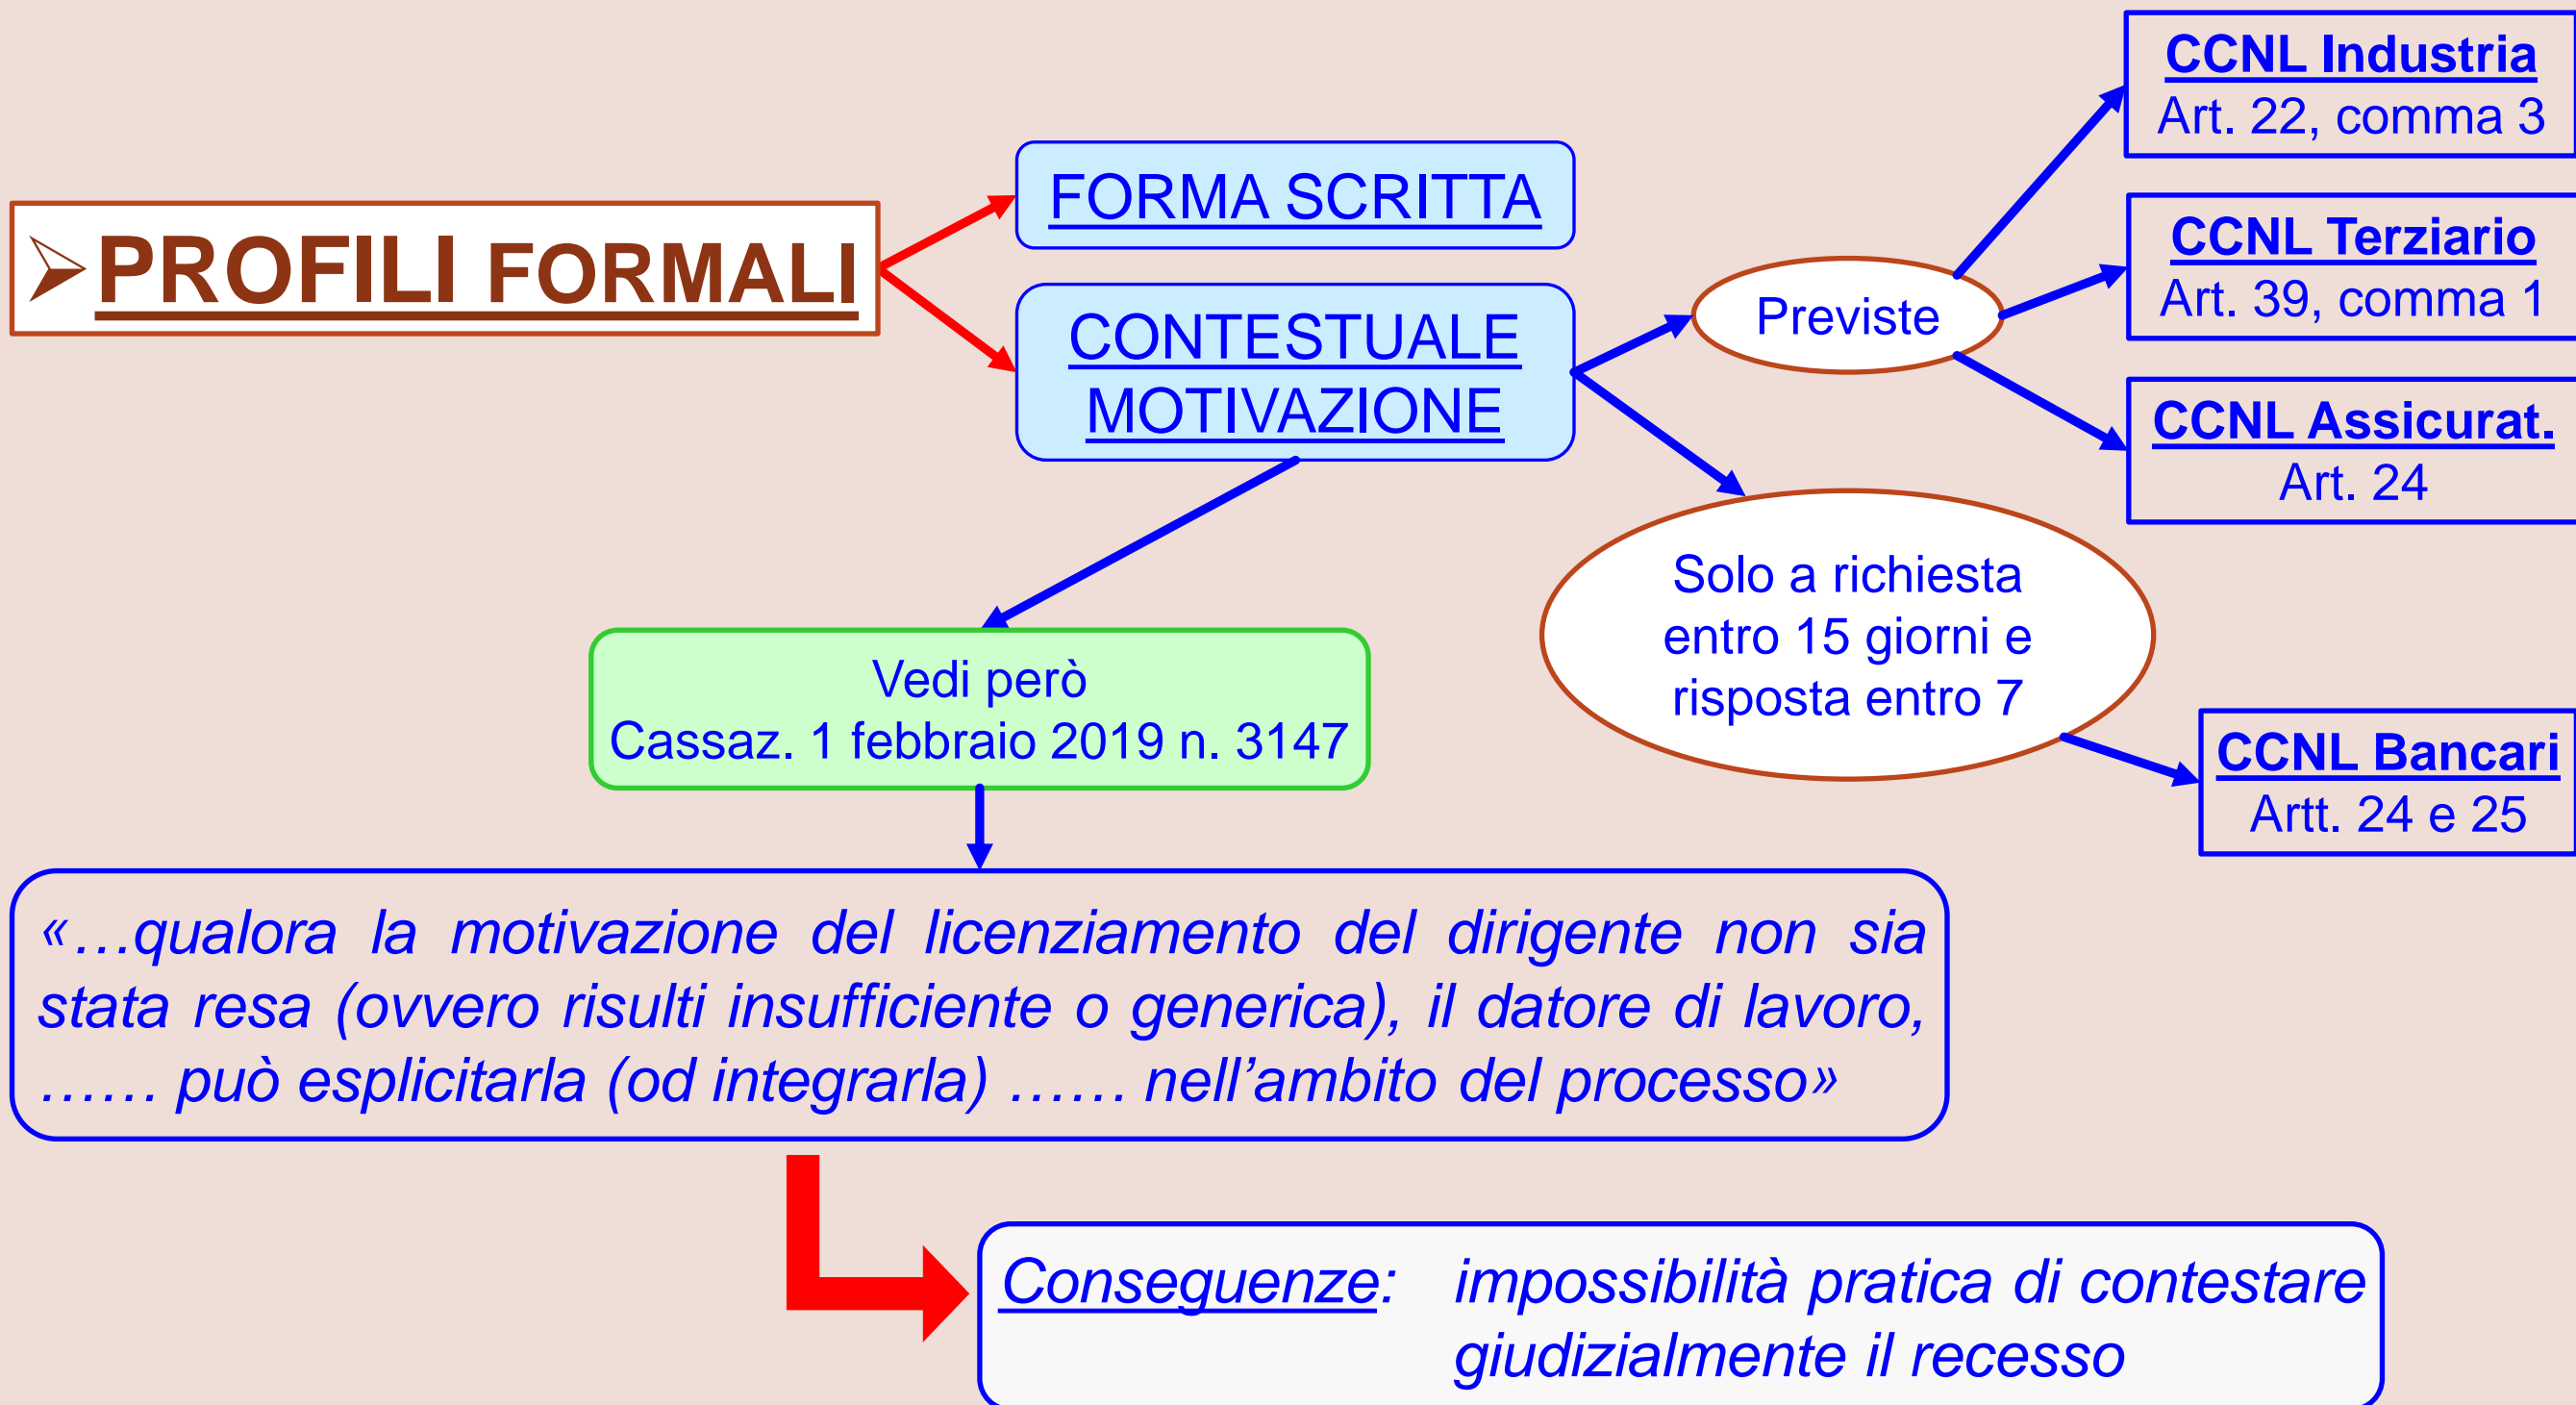 ➢PROFILI FORMALI
FORMA SCRITTA
CONTESTUALE
MOTIVAZIONE
Previste
CCNL Industria
Art. 22, comma 3
CCNL Terziario
Art. 39, comma 1
CCNL Assicurat.
Art. 24
Solo a richiesta
entro 15 giorni e
risposta entro 7
CCNL Bancari
Artt. 24 e 25
Vedi però
Cassaz. 1 febbraio 2019 n. 3147
«…qualora la motivazione del licenziamento del dirigente non sia
stata resa (ovvero risulti insufficiente o generica), il datore di lavoro,
…… può esplicitarla (od integrarla) …… nell'ambito del processo»
Conseguenze: impossibilità pratica di contestare
giudizialmente il recesso